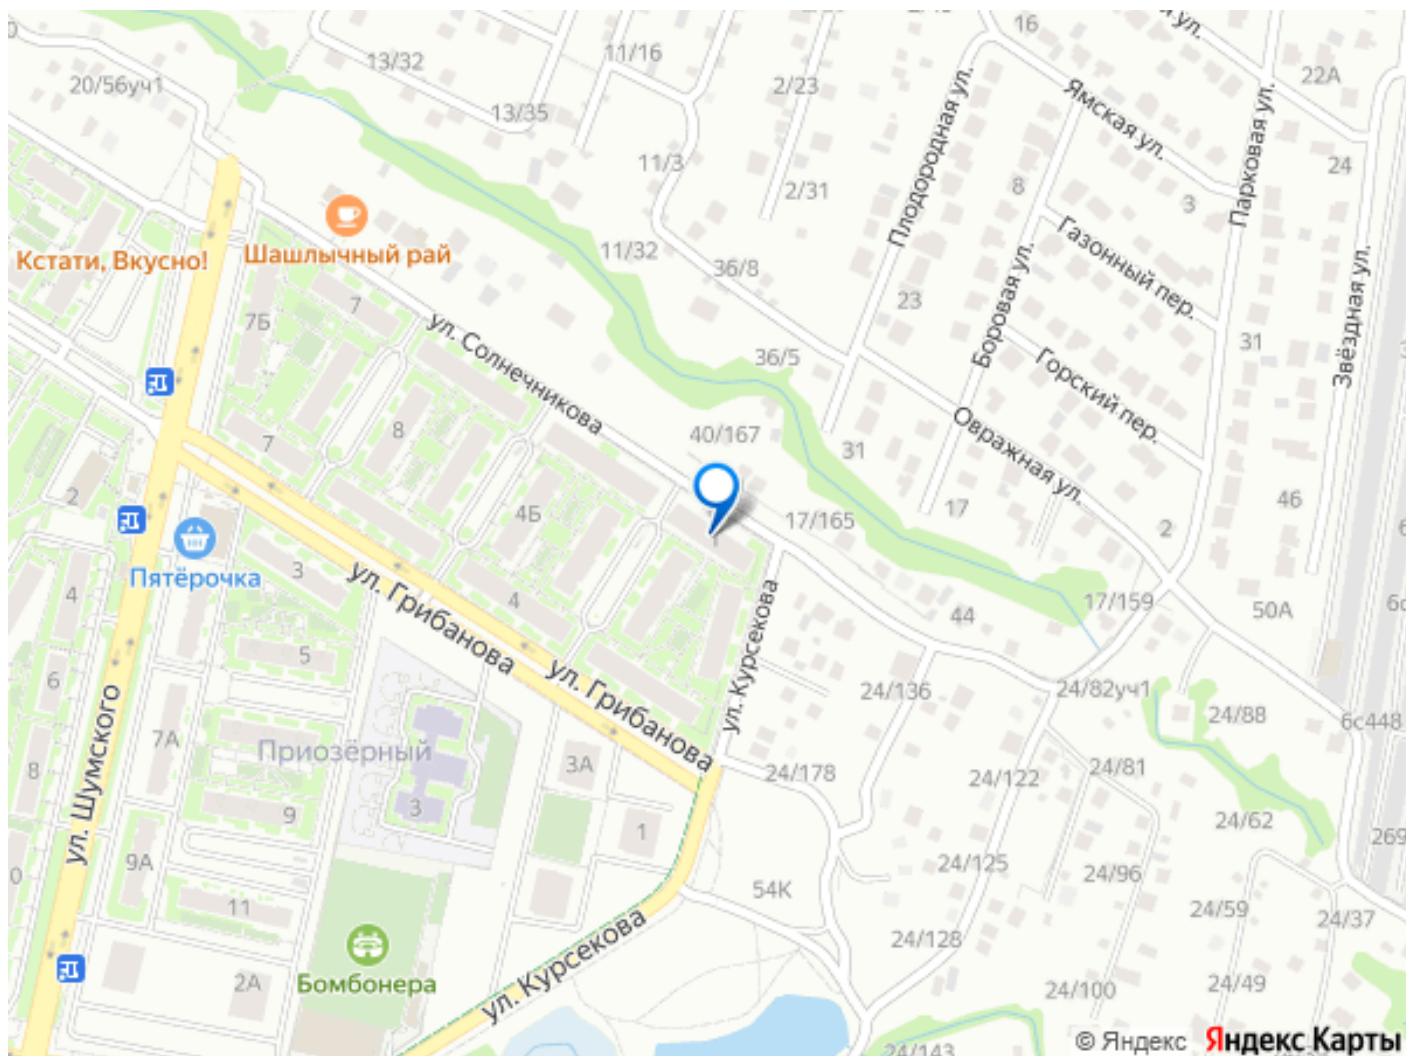 16
11/16
13/32
2/23
22А
20/56уч1
13/35
Ямская ул.
Парковая ул.
Плодородная ул.
11/3
24
2/31
8
3
Кстати, Вкусно!
Шашлычный рай
11/32
36/8
Газонный пер.
Звёздная ул.
Боровая ул.
23
7
7Б
ул. Солнечникова
36/5
31
Горский пер.
8
7
40/167
31
Овражная ул.
2
4Б
17/165
17
46
2
Пятёрочка
3
ул. Грибанова
4
ул. Грибанова
ул. Курсекова
44
17/159
50А
4
5
6
ул. Шумского
7А
Приозёрный
24/136
24/82уч1
24/88
6с448
8
3А
24/178
24/122
24/81
3
9
1
24/62
9А
54К
24/125
24/96
11
24/59
24/37
24/128
2А
Бомбонера
ул. Курсекова
24/100
24/49
24/143
© Яндекс
Яндекс Карты